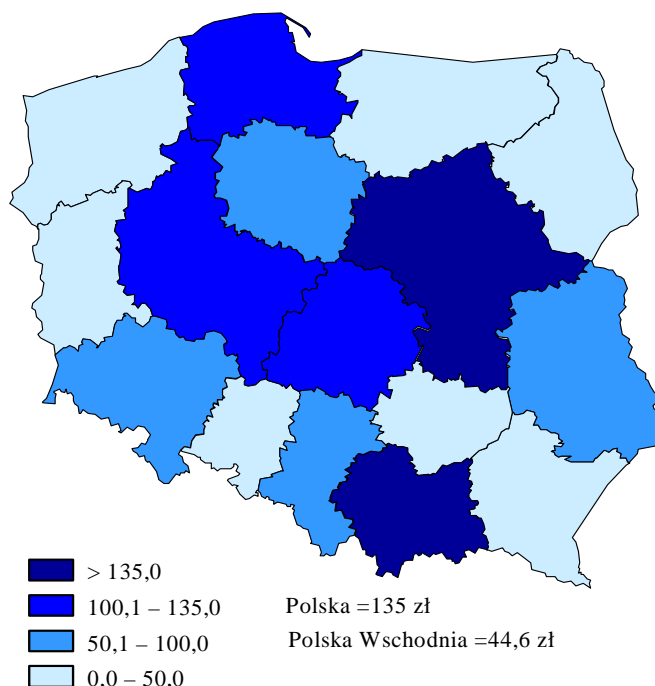 > 135,0
100,1 – 135,0
Polska =135 zł
50,1 – 100,0
Polska Wschodnia =44,6 zł
0,0 – 50,0